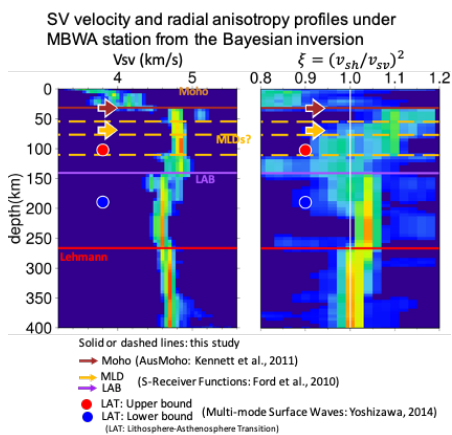 SV velocity and radial anisotropy profiles under
MBWA station from the Bayesian inversion
Vsv (km/s)
ξ = (v_sh/v_sv)²
4 5
0.8 0.9 1.0 1.1 1.2
depth(km)
0
50
100
150
200
250
300
350
400
Moho
MLDs?
LAB
Lehmann
Solid or dashed lines: this study
Moho (AusMoho: Kennett et al., 2011)
MLD
(S-Receiver Functions: Ford et al., 2010)
LAB
LAT: Upper bound
LAT: Lower bound
(Multi-mode Surface Waves: Yoshizawa, 2014)
(LAT: Lithosphere-Asthenosphere Transition)